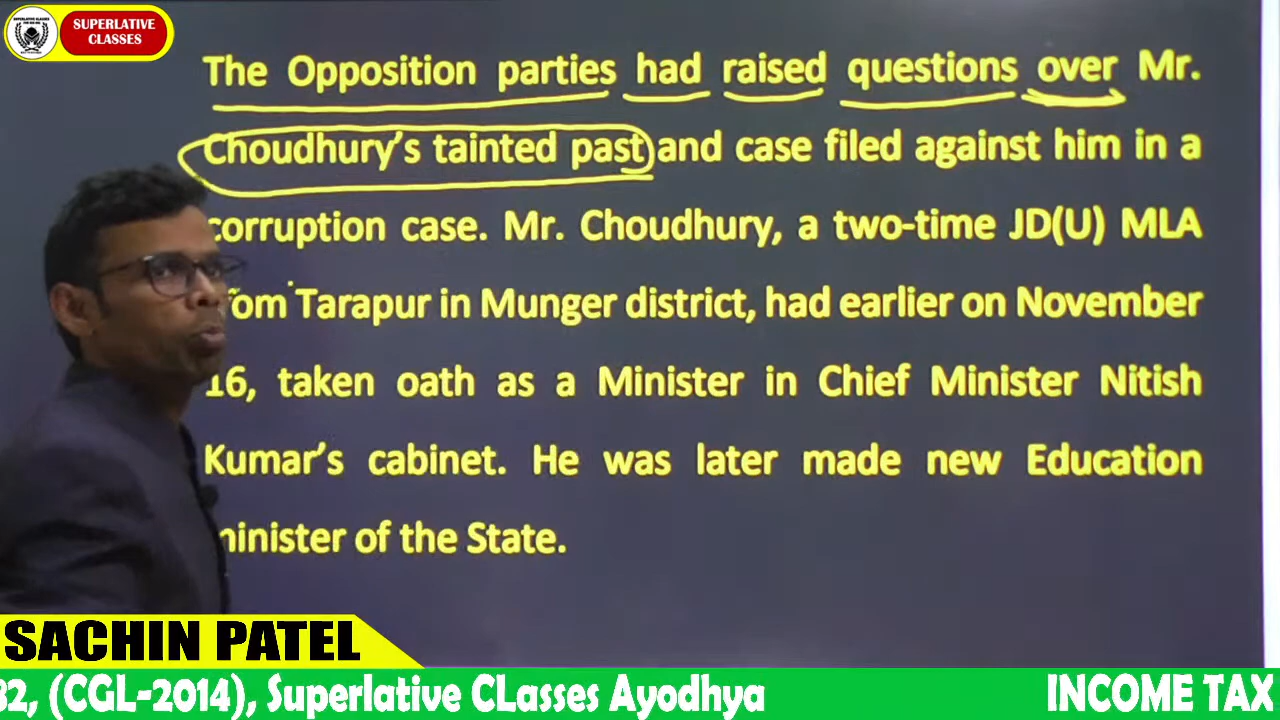 SUPERLATIVE
CLASSES
The Opposition parties had raised questions over Mr.
Choudhury's tainted past and case filed against him in a
corruption case. Mr. Choudhury, a two-time JD(U) MLA
from Tarapur in Munger district, had earlier on November
16, taken oath as a Minister in Chief Minister Nitish
Kumar's cabinet. He was later made new Education
minister of the State.
SACHIN PATEL
32, (CGL-2014), Superlative CLasses Ayodhya INCOME TAX